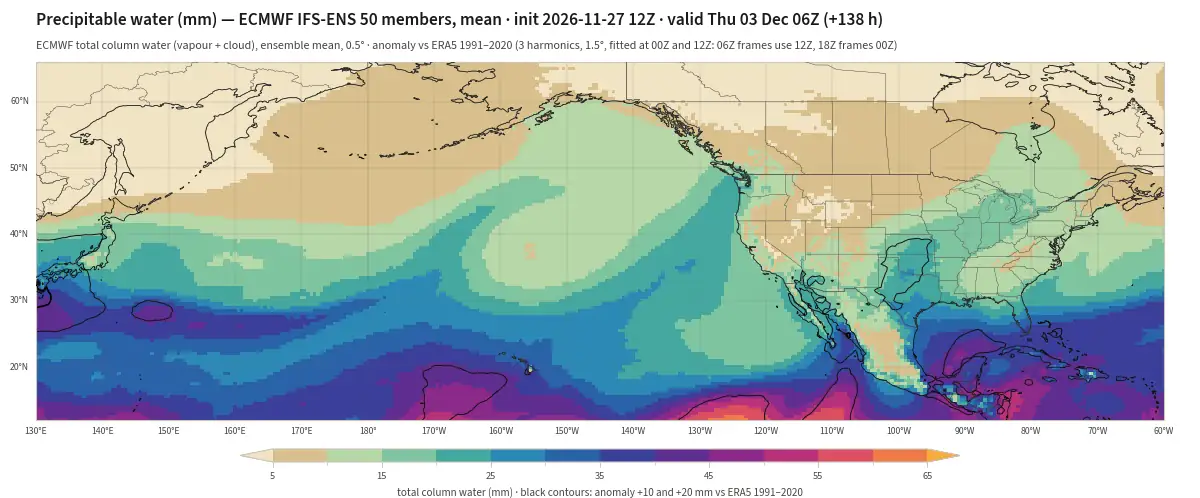 Precipitable water (mm) — ECMWF IFS-ENS 50 members, mean · init 2026-11-27 12Z · valid Thu 03 Dec 06Z (+138 h)
ECMWF total column water (vapour + cloud), ensemble mean, 0.5° · anomaly vs ERA5 1991–2020 (3 harmonics, 1.5°, fitted at 00Z and 12Z: 06Z frames use 12Z, 18Z frames 00Z)
60°N
50°N
40°N
30°N
20°N
130°E 140°E 150°E 160°E 170°E 180° 170°W 160°W 150°W 140°W 130°W 120°W 110°W 100°W 90°W 80°W 70°W 60°W
5 15 25 35 45 55 65
total column water (mm) · black contours: anomaly +10 and +20 mm vs ERA5 1991–2020